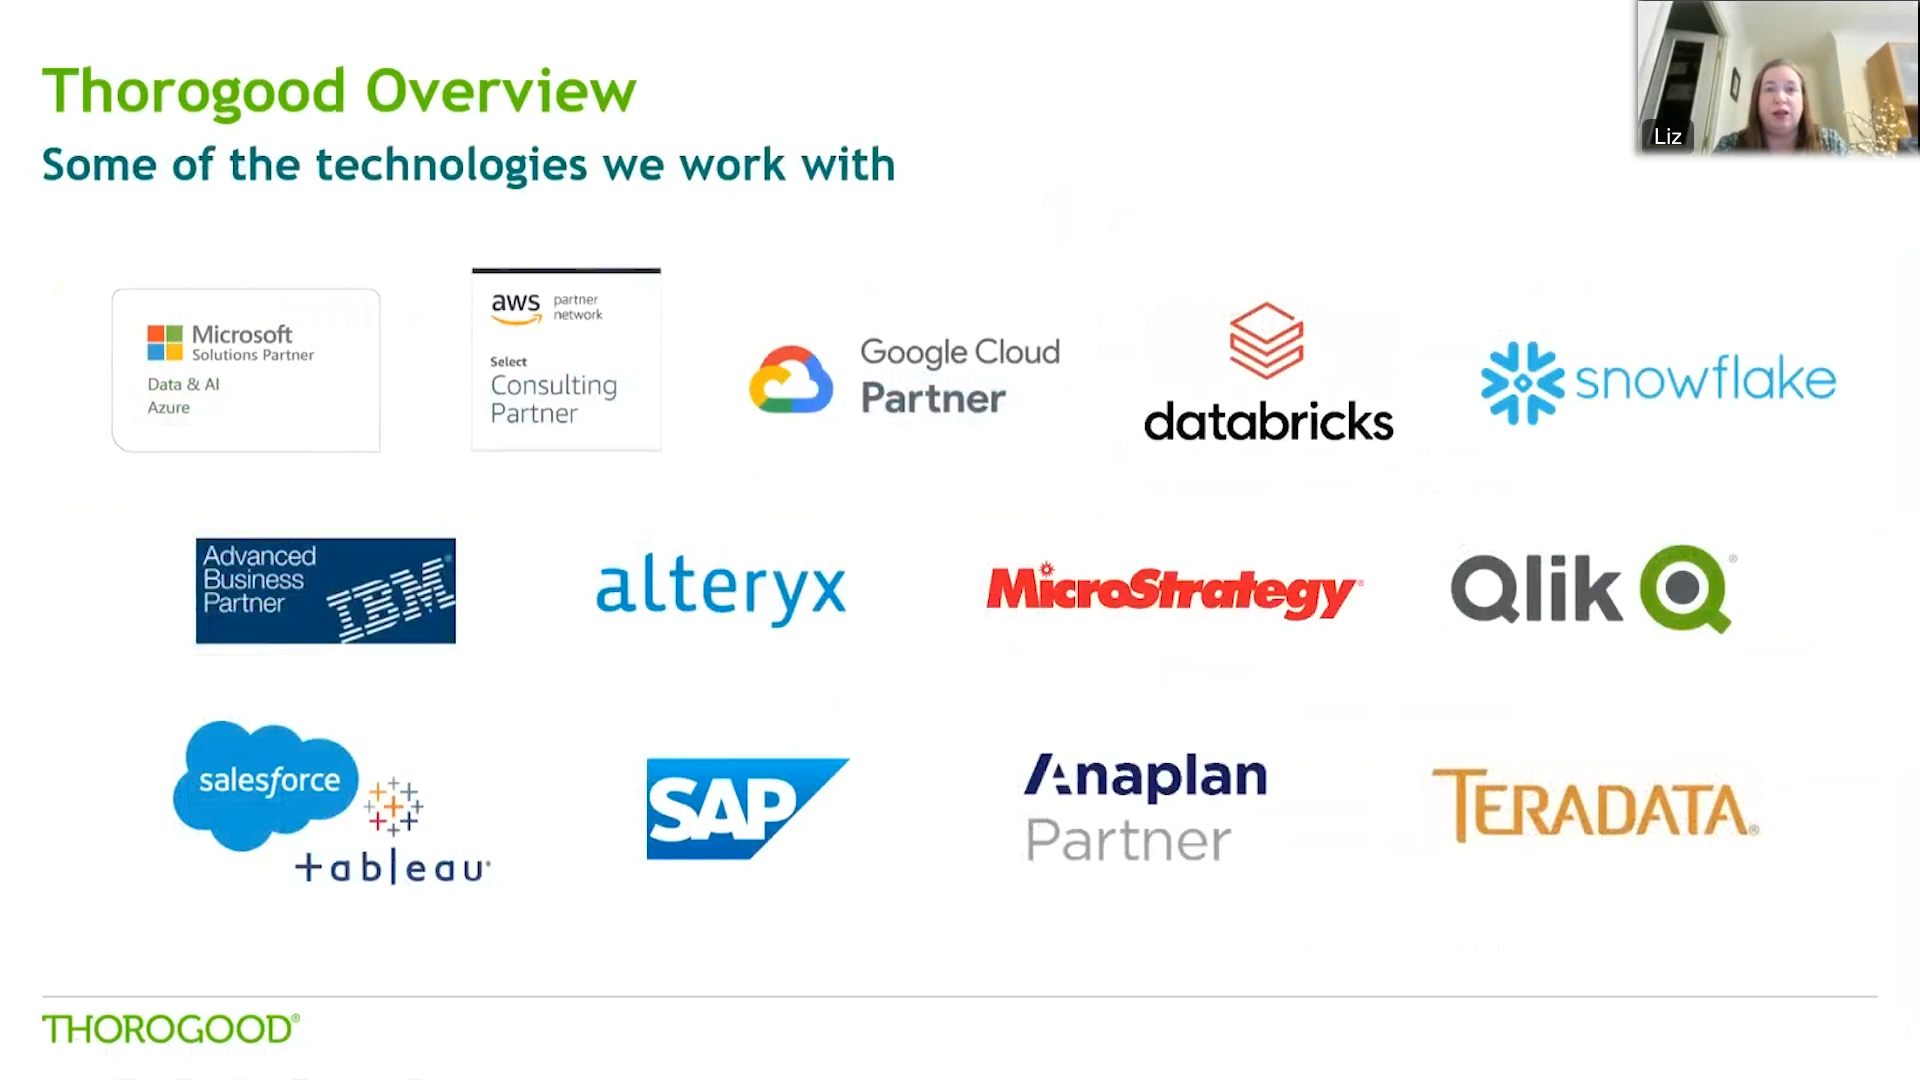 Thorogood Overview
Some of the technologies we work with
Liz
Microsoft
Solutions Partner
Data & AI
Azure
aws partner
network
Select
Consulting
Partner
Google Cloud
Partner
databricks
snowflake
Advanced
Business
Partner
IBM®
alteryx
MicroStrategy®
Qlik Q®
salesforce
+ableau®
SAP
Anaplan
Partner
TERADATA®
THOROGOOD®